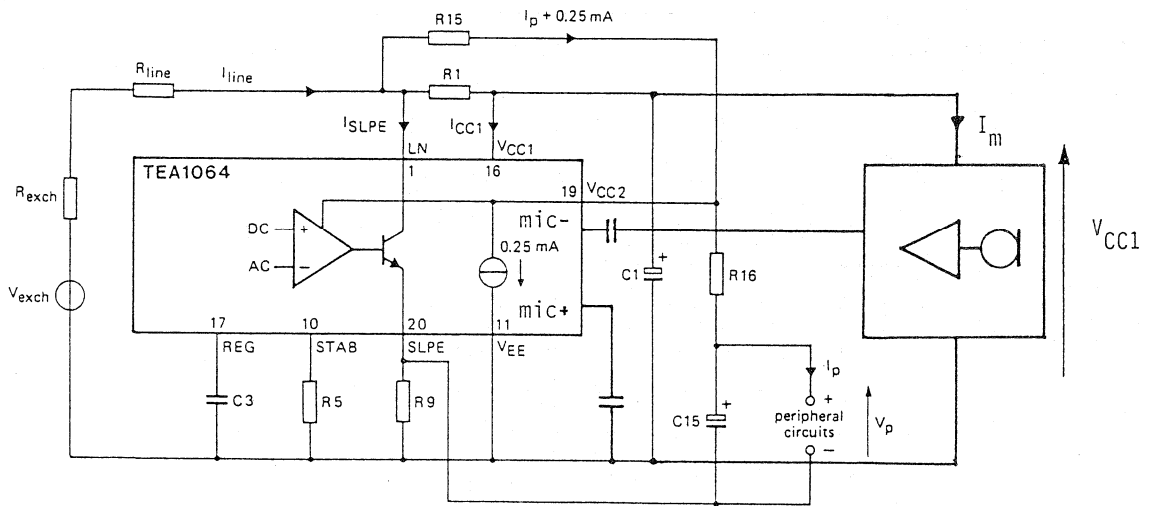 R15
Ip + 0.25 mA
Rline
Iline
R1
ISLPE
ICC1
Im
LN
VCC1
TEA1064
1
16
19
VCC2
Rexch
mic-
DC
+
0.25 mA
AC
-
+
C1
R16
VCC1
Vexch
mic+
17
10
20
11
REG
STAB
SLPE
VEE
Ip
C3
R5
R9
+
C15
+
peripheral
circuits
-
Vp